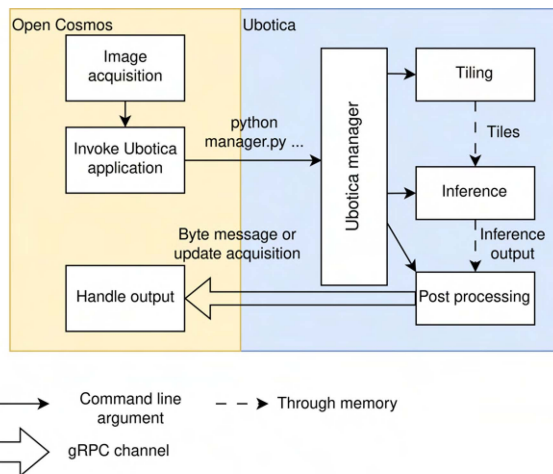 Open Cosmos
Ubotica
Image
acquisition
Invoke Ubotica
application
python
manager.py ...
Ubotica manager
Tiling
Tiles
Inference
Inference
output
Post processing
Byte message or
update acquisition
Handle output
Command line
argument
Through memory
gRPC channel